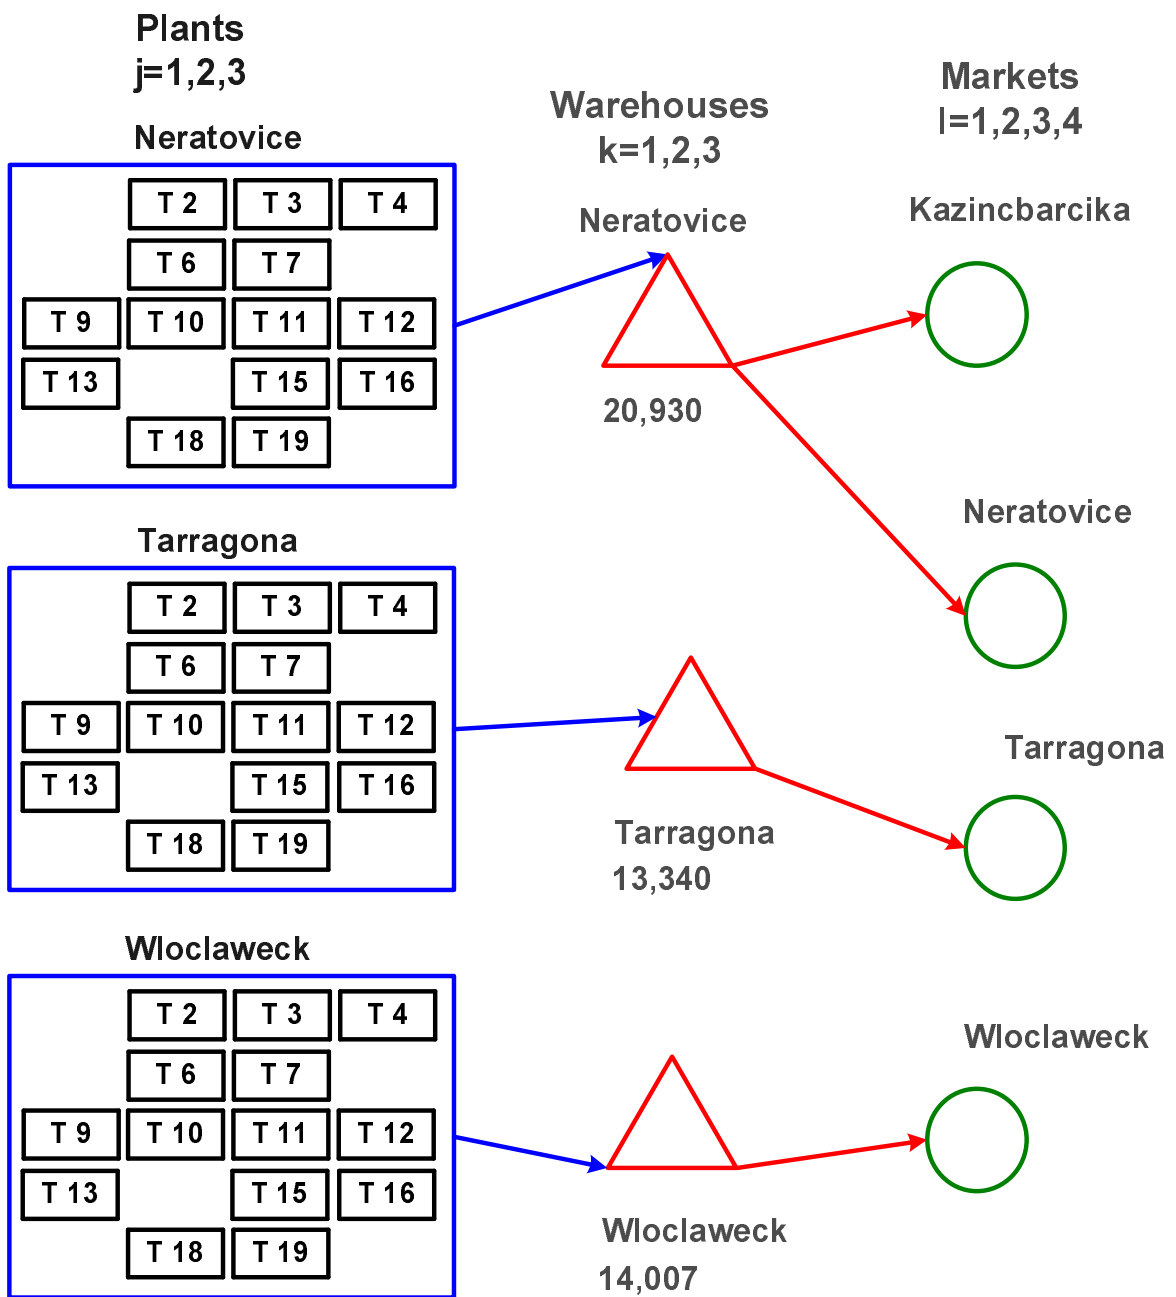 Plants
j=1,2,3
Warehouses
k=1,2,3
Markets
l=1,2,3,4
Neratovice
T 2 T 3 T 4
T 6 T 7
T 9 T 10 T 11 T 12
T 13 T 15 T 16
T 18 T 19
Neratovice
20,930
Kazincbarcika
Neratovice
Tarragona
T 2 T 3 T 4
T 6 T 7
T 9 T 10 T 11 T 12
T 13 T 15 T 16
T 18 T 19
Tarragona
13,340
Tarragona
Wloclaweck
T 2 T 3 T 4
T 6 T 7
T 9 T 10 T 11 T 12
T 13 T 15 T 16
T 18 T 19
Wloclaweck
14,007
Wloclaweck